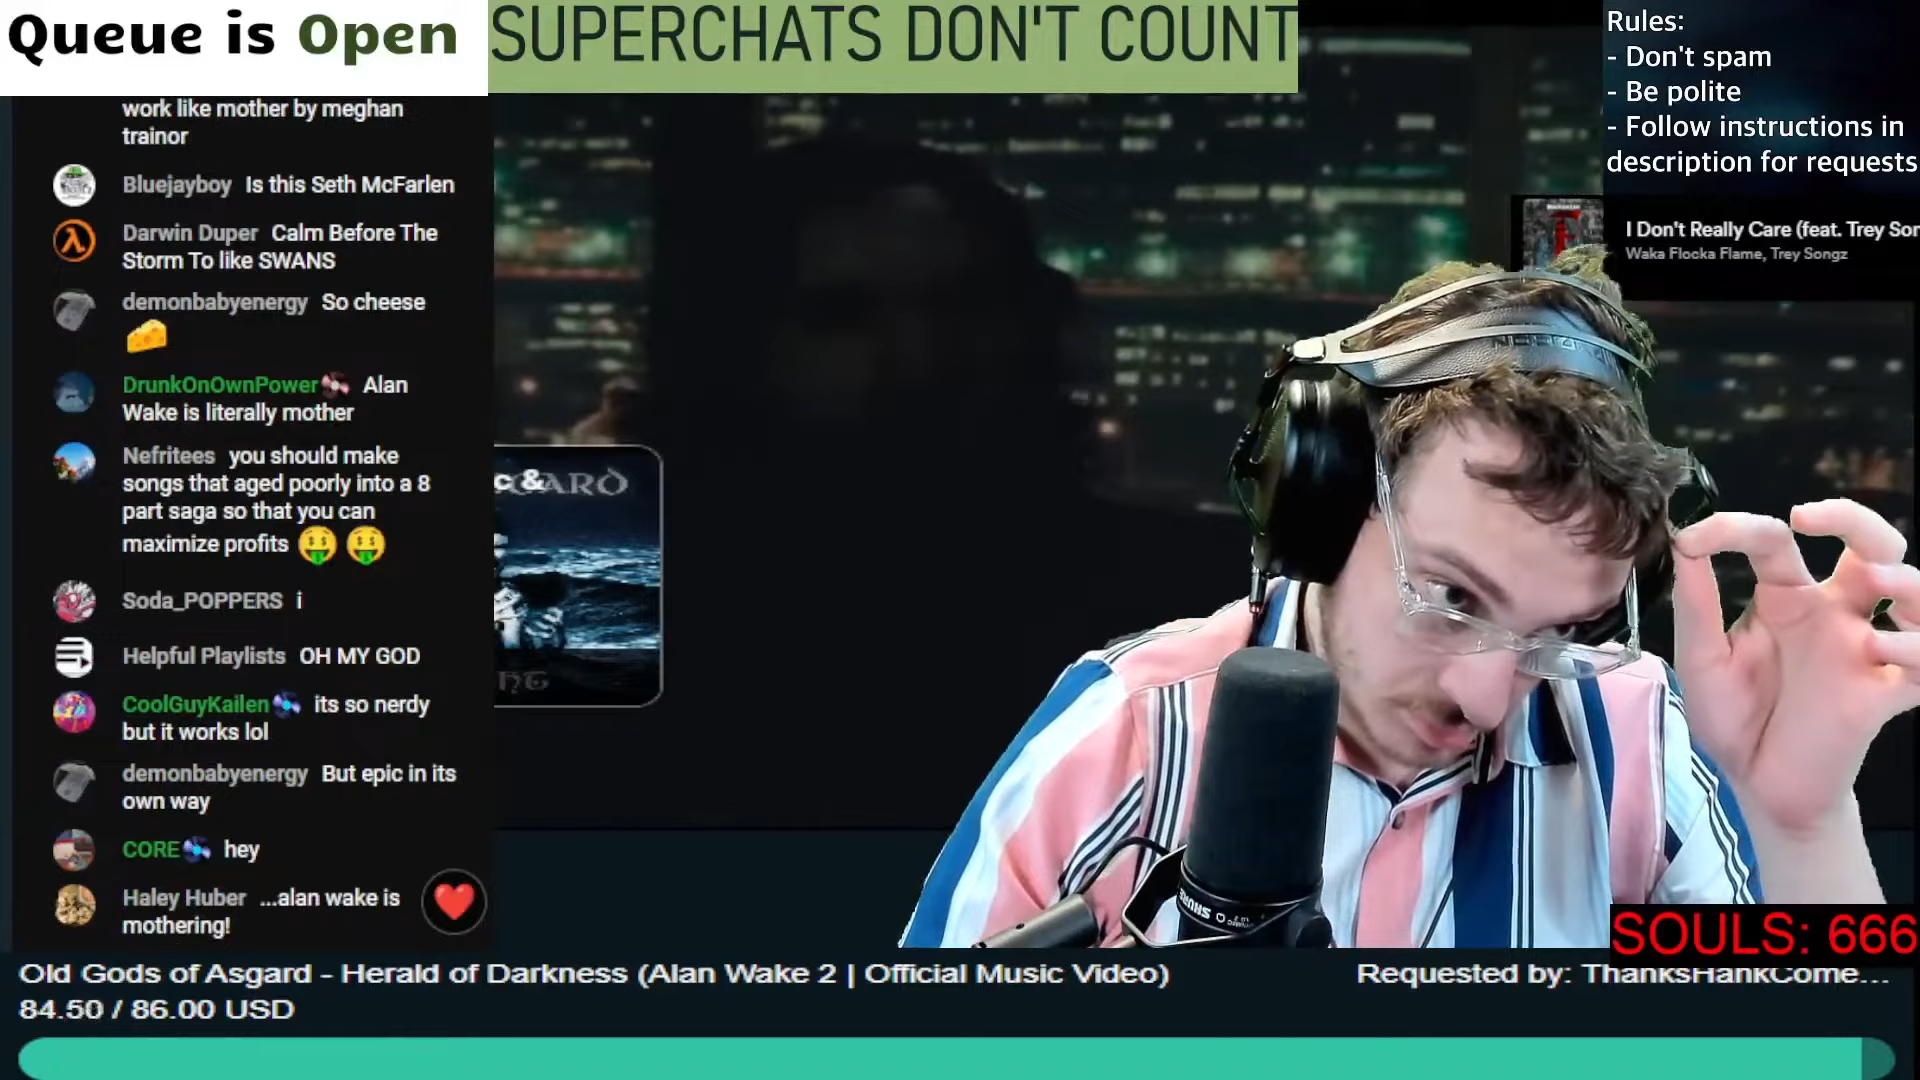 Queue is Open
SUPERCHATS DON'T COUNT
Rules:
- Don't spam
- Be polite
- Follow instructions in
description for requests
I Don't Really Care (feat. Trey Son
Waka Flocka Flame, Trey Songz
work like mother by meghan
trainor
Bluejayboy Is this Seth McFarlen
Darwin Duper Calm Before The
Storm To like SWANS
demonbabyenergy So cheese
DrunkOnOwnPower Alan
Wake is literally mother
Nefritees you should make
songs that aged poorly into a 8
part saga so that you can
maximize profits
Soda_POPPERS i
Helpful Playlists OH MY GOD
CoolGuyKailen its so nerdy
but it works lol
demonbabyenergy But epic in its
own way
CORE hey
Haley Huber ...alan wake is
mothering!
c &
SHURE
SOULS: 666
Old Gods of Asgard - Herald of Darkness (Alan Wake 2 | Official Music Video)
Requested by: ThanksHankCome...
84.50 / 86.00 USD